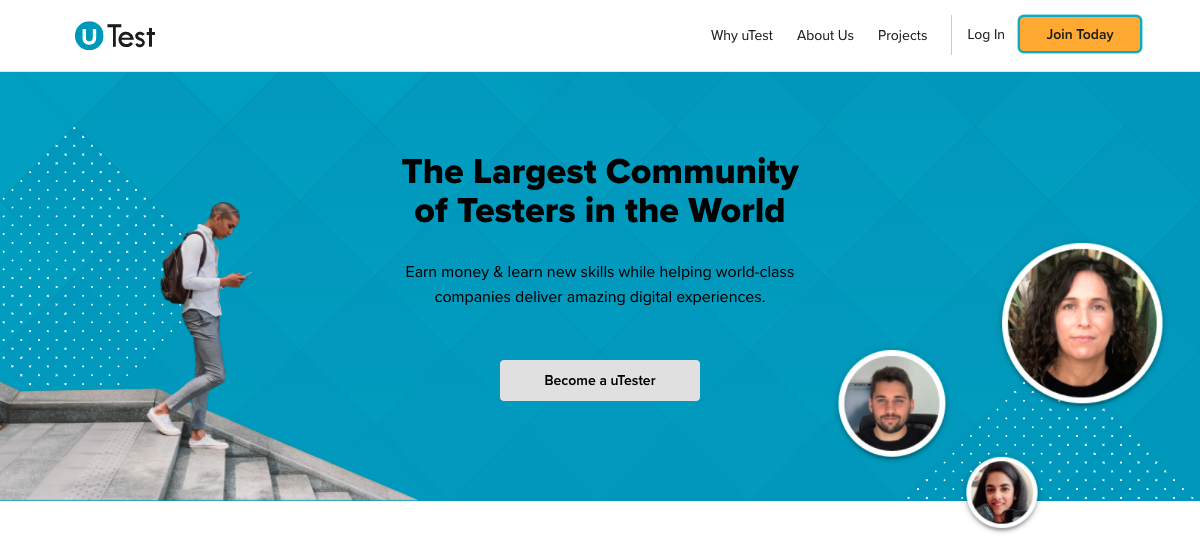 uTest
Why uTest
About Us
Projects
Log In
Join Today
The Largest Community
of Testers in the World
Earn money & learn new skills while helping world-class
companies deliver amazing digital experiences.
Become a uTester